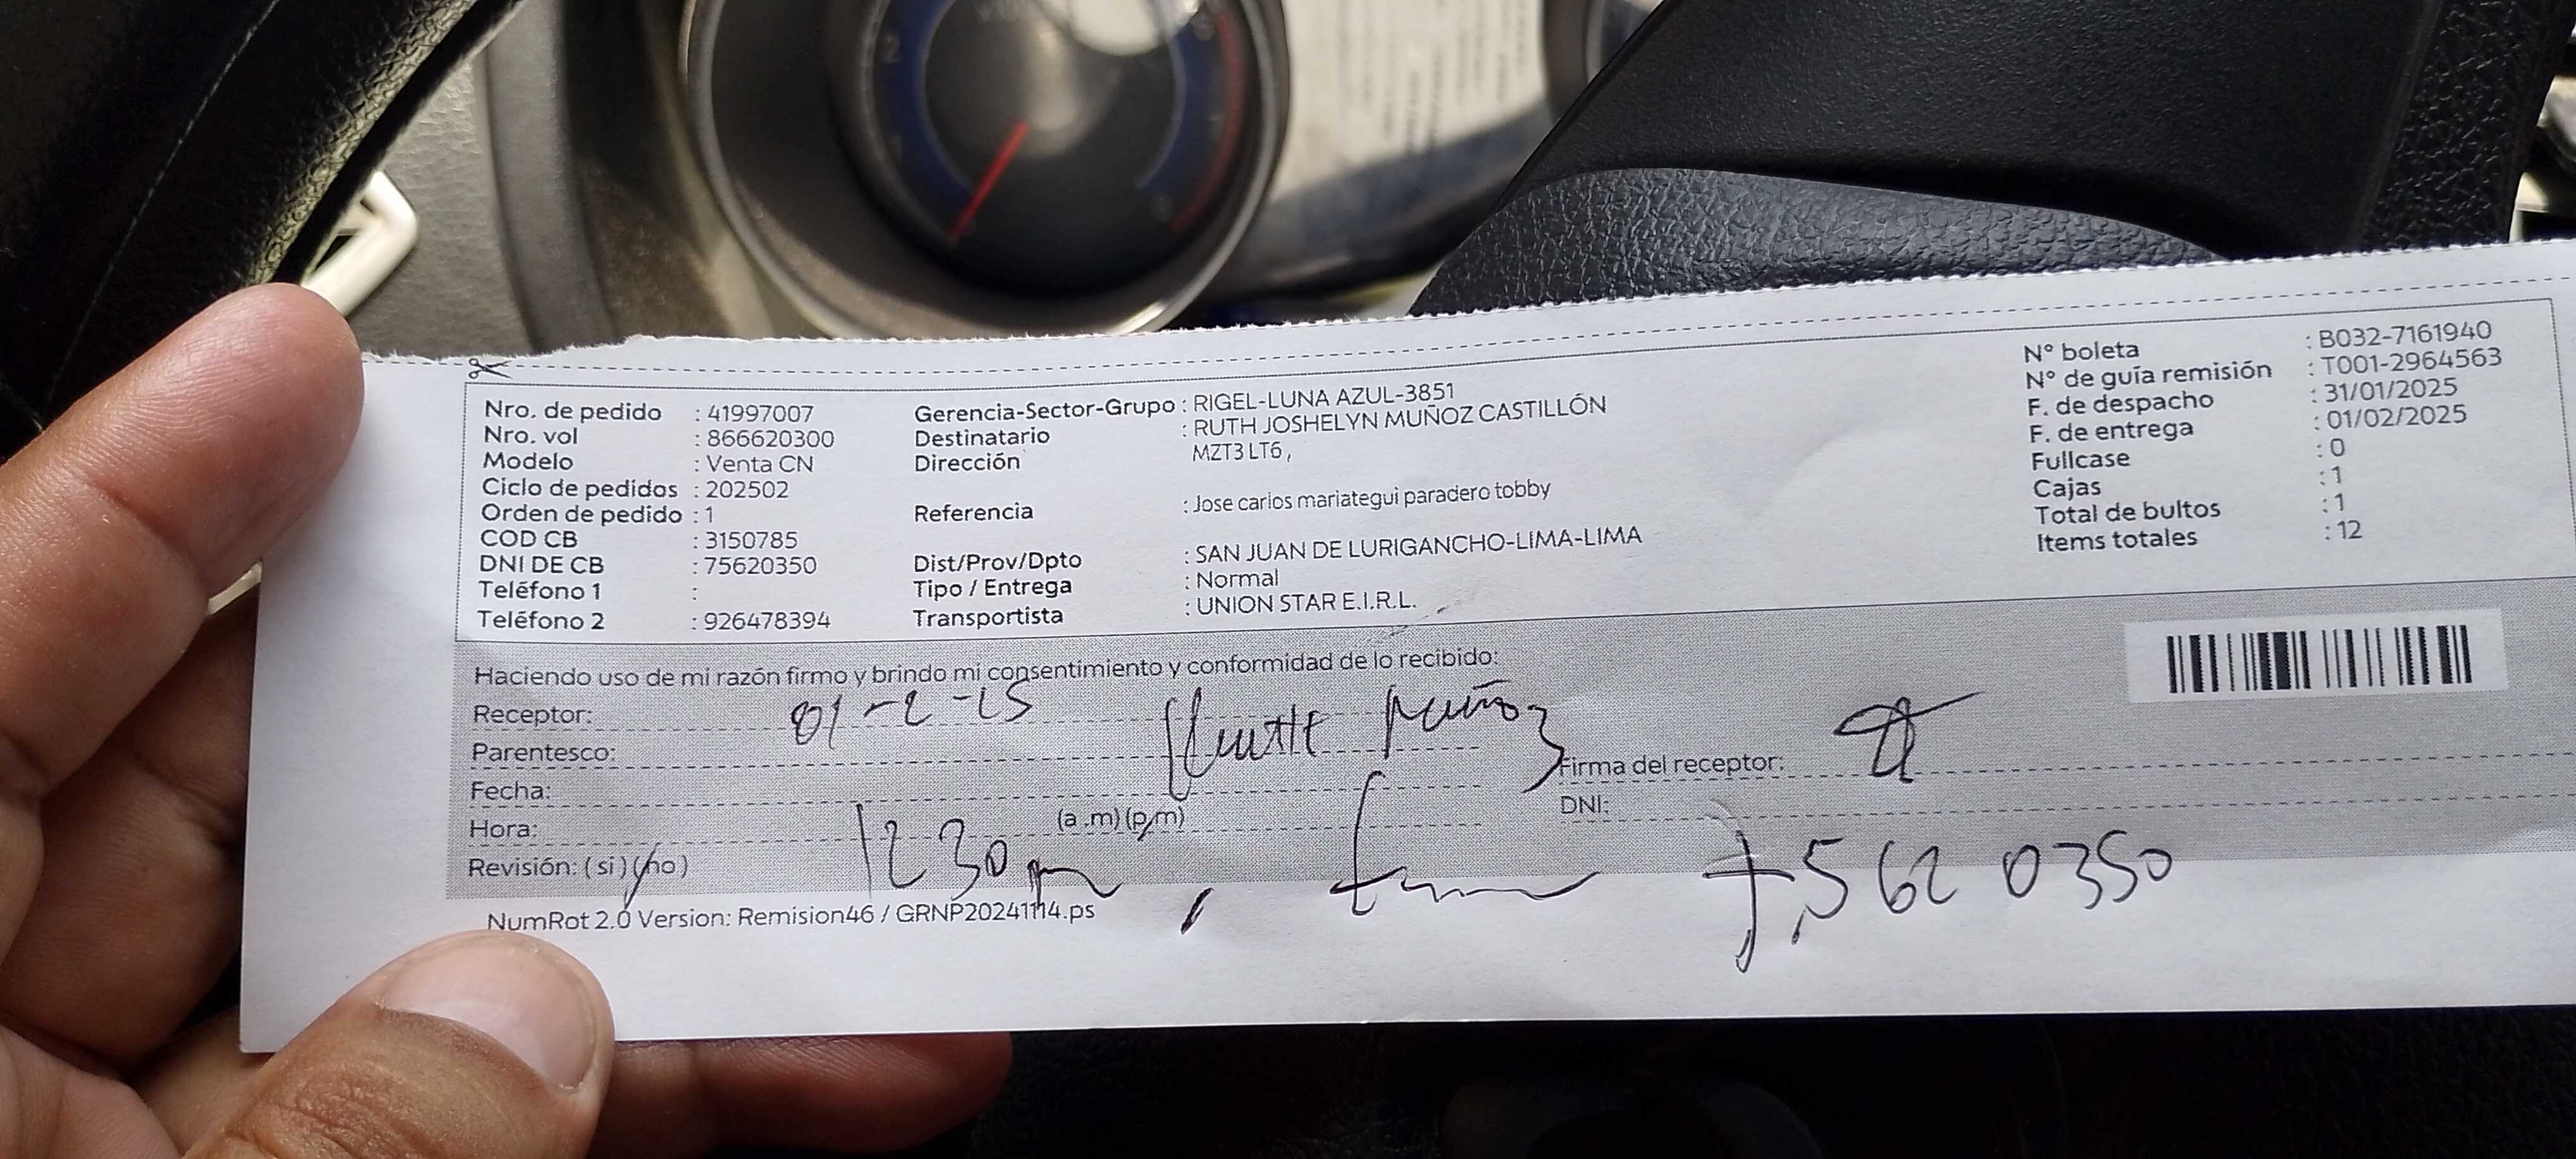 Nro. de pedido : 41997007
Nro. vol : 866620300
Modelo : Venta CN
Ciclo de pedidos : 202502
Orden de pedido : 1
COD CB : 3150785
DNI DE CB : 75620350
Teléfono 1 :
Teléfono 2 : 926478394
Gerencia-Sector-Grupo : RIGEL-LUNA AZUL-3851
Destinatario : RUTH JOSHELYN MUÑOZ CASTILLÓN
Dirección MZT3 LT6 ,
Referencia : Jose carlos mariategui paradero tobby
Dist/Prov/Dpto : SAN JUAN DE LURIGANCHO-LIMA-LIMA
Tipo / Entrega : Normal
Transportista : UNION STAR E.I.R.L.
N° boleta : B032-7161940
N° de guía remisión : T001-2964563
F. de despacho : 31/01/2025
F. de entrega : 01/02/2025
Fullcase : 0
Cajas : 1
Total de bultos : 1
Items totales : 12
Haciendo uso de mi razón firmo y brindo mi consentimiento y conformidad de lo recibido:
Receptor: 01-2-25
Parentesco: Muñoz
Firma del receptor:
Fecha:
DNI: 75620350
Hora: (a .m) (p,m)
1230 pm
Revisión: ( si ) ( no )
NumRot 2.0 Version: Remision46 / GRNP20241114.ps